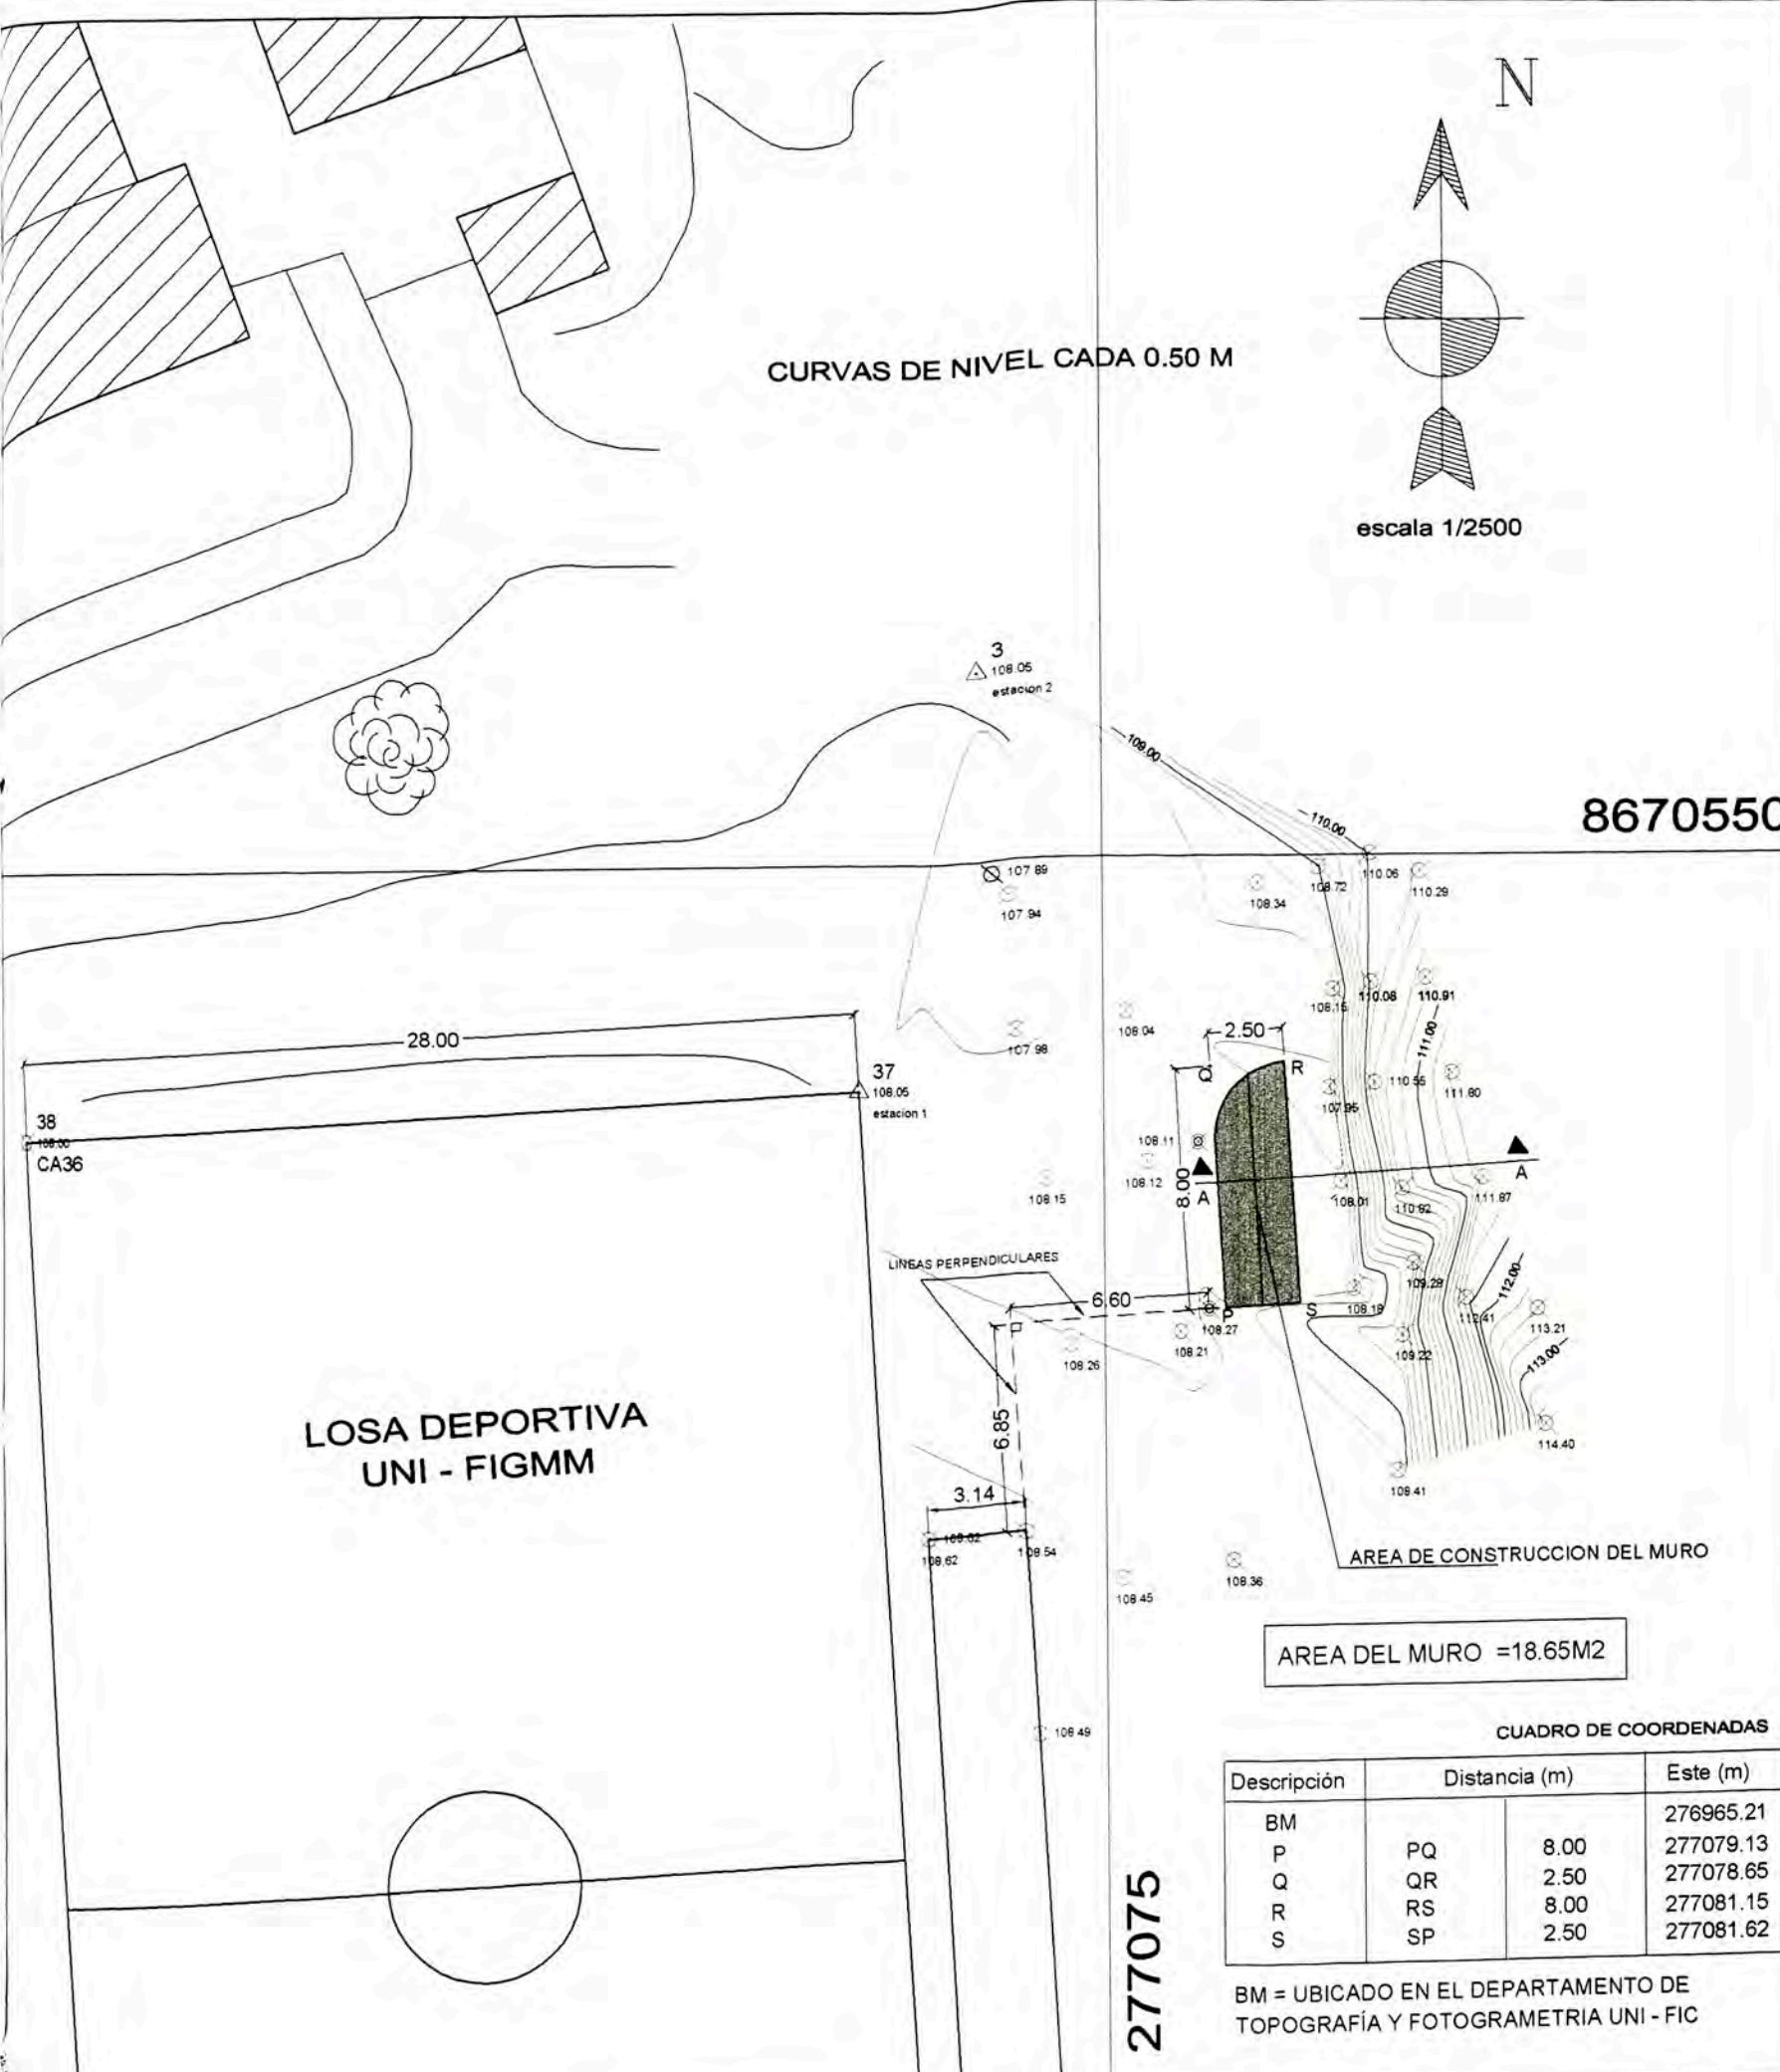 N
CURVAS DE NIVEL CADA 0.50 M
escala 1/2500
3
108.05
estacion 2
109.00
110.00
8670550
107.89
107.94
108.34
108.72
110.06
110.29
108.15
110.08
110.91
111.00
28.00
107.98
108.04
2.50
37
108.05
estacion 1
Q
R
107.95
110.55
111.80
38
108.00
CA36
108.11
108.12
108.15
8.00
A
A
108.01
110.62
111.87
LINEAS PERPENDICULARES
6.60
P
S
108.27
108.21
108.26
108.18
109.28
112.00
112.41
113.21
109.22
113.00
114.40
6.85
LOSA DEPORTIVA
UNI - FIGMM
3.14
108.62
108.62
108.54
108.41
108.45
108.36
AREA DE CONSTRUCCION DEL MURO
AREA DEL MURO =18.65M2
108.49
CUADRO DE COORDENADAS
Descripción Distancia (m) Este (m)
BM 276965.21
P PQ 8.00 277079.13
Q QR 2.50 277078.65
R RS 8.00 277081.15
S SP 2.50 277081.62
277075
BM = UBICADO EN EL DEPARTAMENTO DE
TOPOGRAFÍA Y FOTOGRAMETRIA UNI - FIC